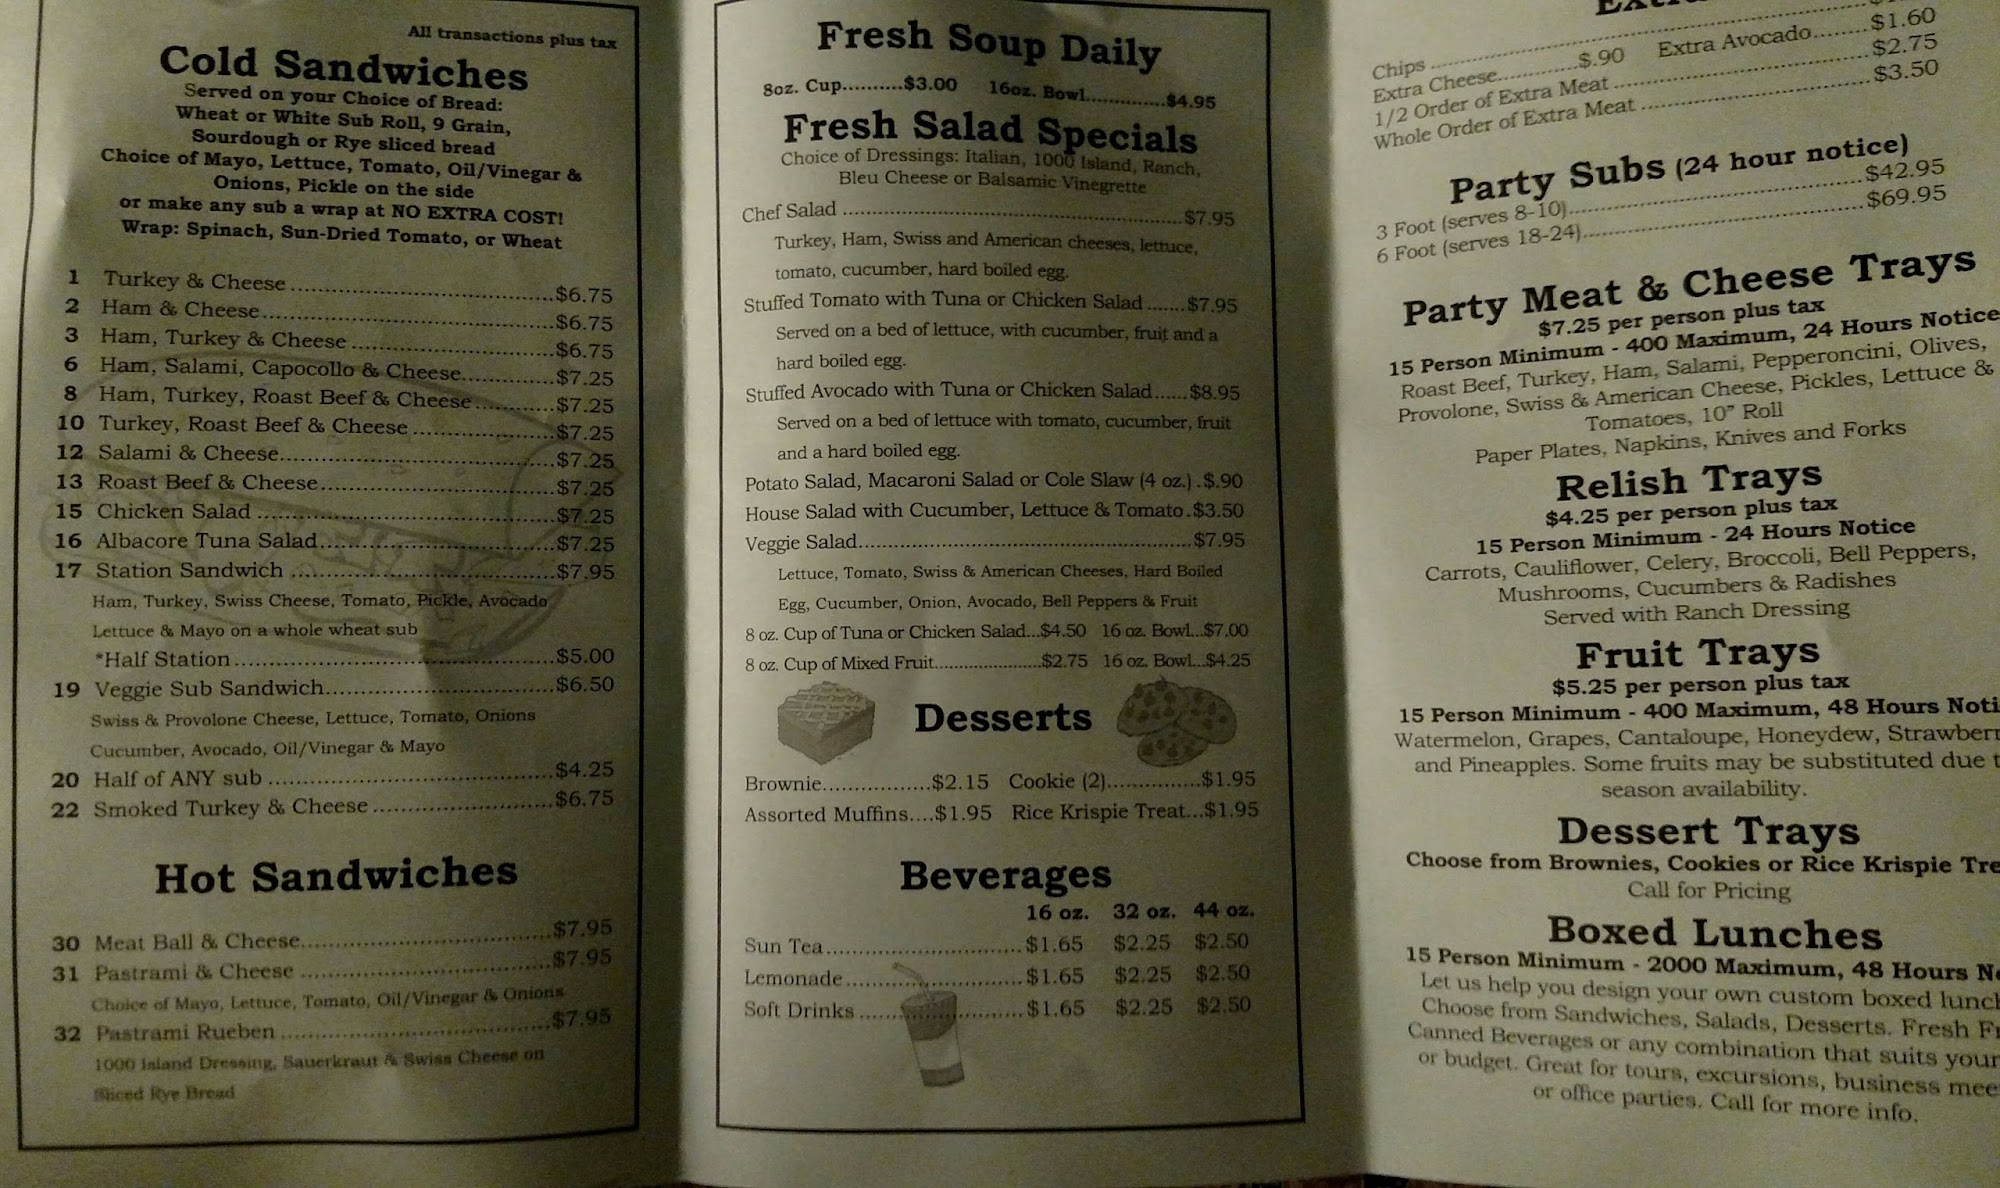 All transactions plus tax
Cold Sandwiches
Served on your Choice of Bread:
Wheat or White Sub Roll, 9 Grain,
Sourdough or Rye sliced bread
Choice of Mayo, Lettuce, Tomato, Oil/Vinegar &
Onions, Pickle on the side
or make any sub a wrap at NO EXTRA COST!
Wrap: Spinach, Sun-Dried Tomato, or Wheat
1 Turkey & Cheese $6.75
2 Ham & Cheese $6.75
3 Ham, Turkey & Cheese $6.75
6 Ham, Salami, Capocollo & Cheese $7.25
8 Ham, Turkey, Roast Beef & Cheese $7.25
10 Turkey, Roast Beef & Cheese $7.25
12 Salami & Cheese $7.25
13 Roast Beef & Cheese $7.25
15 Chicken Salad $7.25
16 Albacore Tuna Salad $7.25
17 Station Sandwich $7.95
Ham, Turkey, Swiss Cheese, Tomato, Pickle, Avocado
Lettuce & Mayo on a whole wheat sub
*Half Station $5.00
19 Veggie Sub Sandwich $6.50
Swiss & Provolone Cheese, Lettuce, Tomato, Onions
Cucumber, Avocado, Oil/Vinegar & Mayo
20 Half of ANY sub $4.25
22 Smoked Turkey & Cheese $6.75
Hot Sandwiches
30 Meat Ball & Cheese $7.95
31 Pastrami & Cheese $7.95
Choice of Mayo, Lettuce, Tomato, Oil/Vinegar & Onions
32 Pastrami Rueben $7.95
1000 Island Dressing, Sauerkraut & Swiss Cheese on
Sliced Rye Bread
Fresh Soup Daily
8oz. Cup $3.00 16oz. Bowl $4.95
Fresh Salad Specials
Choice of Dressings: Italian, 1000 Island, Ranch,
Bleu Cheese or Balsamic Vinegrette
Chef Salad $7.95
Turkey, Ham, Swiss and American cheeses, lettuce,
tomato, cucumber, hard boiled egg.
Stuffed Tomato with Tuna or Chicken Salad $7.95
Served on a bed of lettuce, with cucumber, fruit and a
hard boiled egg.
Stuffed Avocado with Tuna or Chicken Salad $8.95
Served on a bed of lettuce with tomato, cucumber, fruit
and a hard boiled egg.
Potato Salad, Macaroni Salad or Cole Slaw (4 oz.) $.90
House Salad with Cucumber, Lettuce & Tomato $3.50
Veggie Salad $7.95
Lettuce, Tomato, Swiss & American Cheeses, Hard Boiled
Egg, Cucumber, Onion, Avocado, Bell Peppers & Fruit
8 oz. Cup of Tuna or Chicken Salad $4.50 16 oz. Bowl $7.00
8 oz. Cup of Mixed Fruit $2.75 16 oz. Bowl $4.25
Desserts
Brownie $2.15 Cookie (2) $1.95
Assorted Muffins $1.95 Rice Krispie Treat $1.95
Beverages
16 oz. 32 oz. 44 oz.
Sun Tea $1.65 $2.25 $2.50
Lemonade $1.65 $2.25 $2.50
Soft Drinks $1.65 $2.25 $2.50
Chips
Extra Cheese $.90 Extra Avocado $1.60
1/2 Order of Extra Meat $2.75
Whole Order of Extra Meat $3.50
Party Subs (24 hour notice)
3 Foot (serves 8-10) $42.95
6 Foot (serves 18-24) $69.95
Party Meat & Cheese Trays
$7.25 per person plus tax
15 Person Minimum - 400 Maximum, 24 Hours Notice
Roast Beef, Turkey, Ham, Salami, Pepperoncini, Olives,
Provolone, Swiss & American Cheese, Pickles, Lettuce &
Tomatoes, 10" Roll
Paper Plates, Napkins, Knives and Forks
Relish Trays
$4.25 per person plus tax
15 Person Minimum - 24 Hours Notice
Carrots, Cauliflower, Celery, Broccoli, Bell Peppers,
Mushrooms, Cucumbers & Radishes
Served with Ranch Dressing
Fruit Trays
$5.25 per person plus tax
15 Person Minimum - 400 Maximum, 48 Hours Noti
Watermelon, Grapes, Cantaloupe, Honeydew, Strawberr
and Pineapples. Some fruits may be substituted due t
season availability.
Dessert Trays
Choose from Brownies, Cookies or Rice Krispie Tre
Call for Pricing
Boxed Lunches
15 Person Minimum - 2000 Maximum, 48 Hours N
Let us help you design your own custom boxed lunch
Choose from Sandwiches, Salads, Desserts. Fresh Fr
Canned Beverages or any combination that suits your
or budget. Great for tours, excursions, business mee
or office parties. Call for more info.